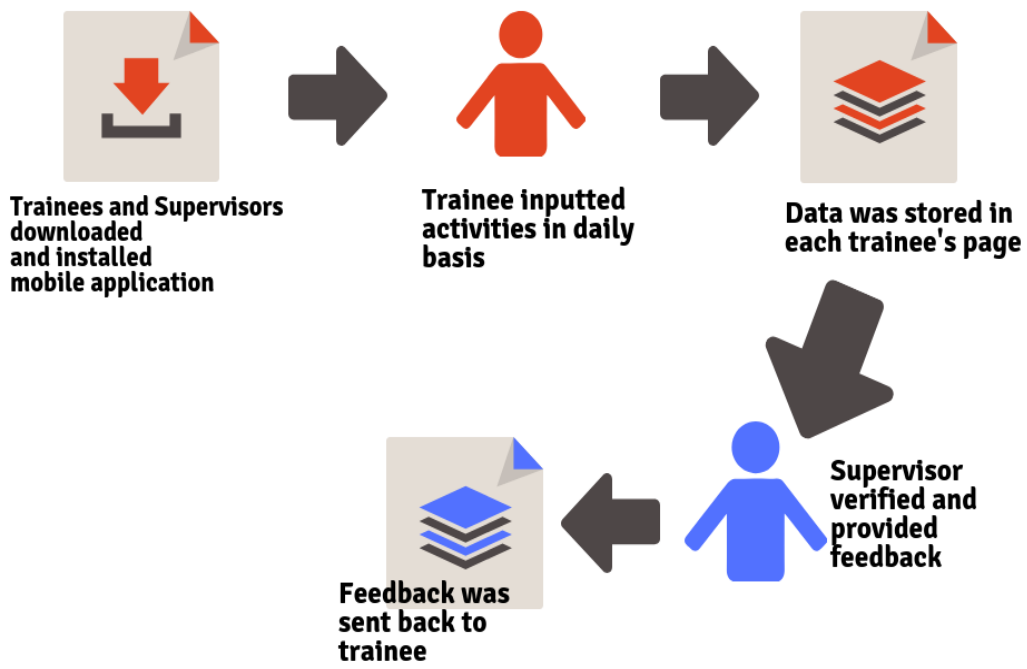 Trainees and Supervisors
downloaded
and installed
mobile application
Trainee inputted
activities in daily
basis
Data was stored in
each trainee's page
Supervisor
verified and
provided
feedback
Feedback was
sent back to
trainee